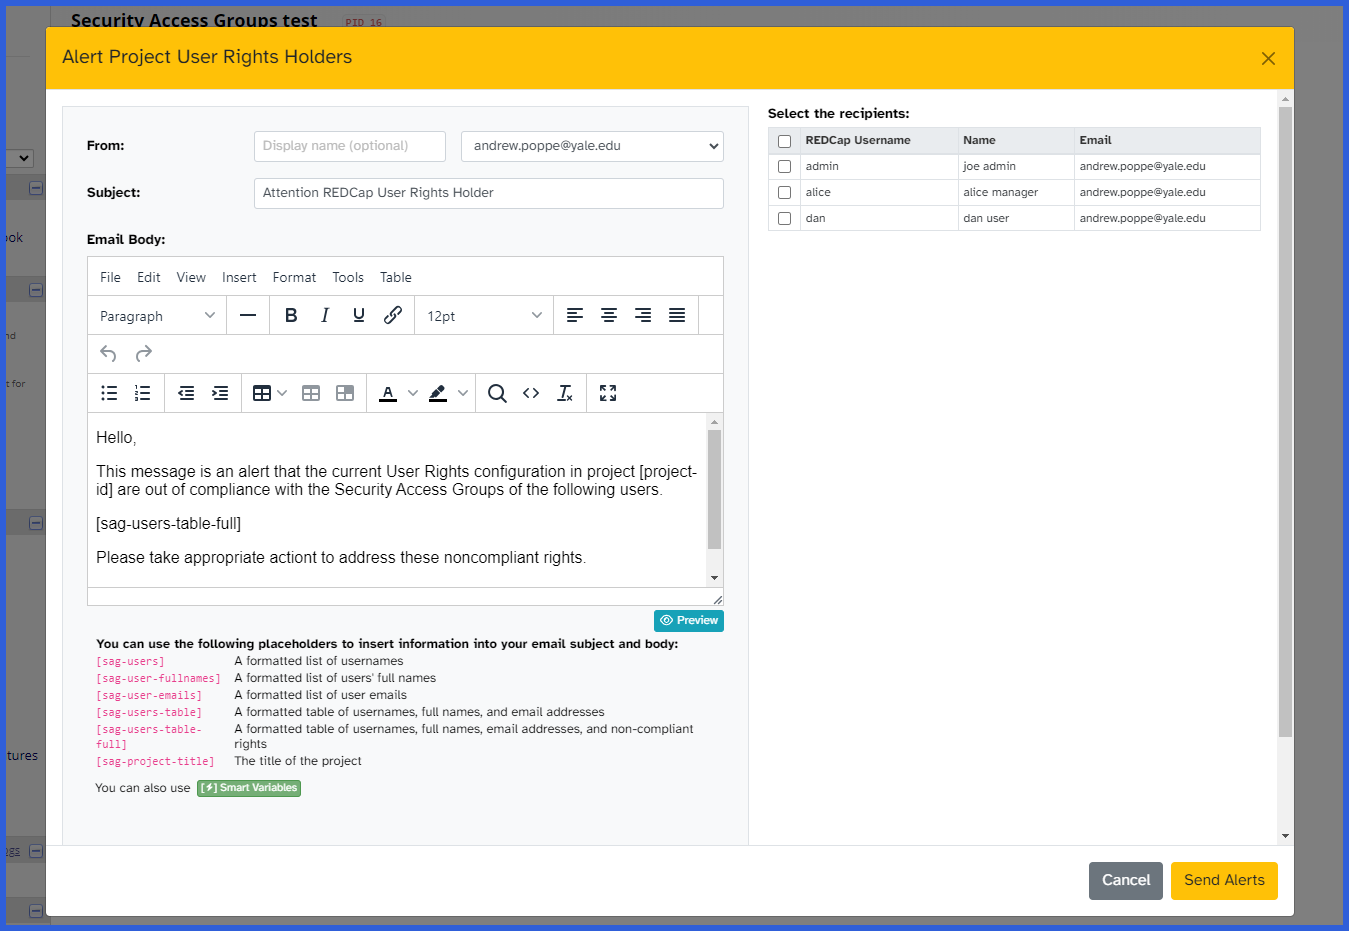 Security Access Groups test PID 16
Alert Project User Rights Holders
From:
Display name (optional)
andrew.poppe@yale.edu
Subject:
Attention REDCap User Rights Holder
Email Body:
File Edit View Insert Format Tools Table
Paragraph
B I U
12pt
Hello,
This message is an alert that the current User Rights configuration in project [project-
id] are out of compliance with the Security Access Groups of the following users.
[sag-users-table-full]
Please take appropriate actiont to address these noncompliant rights.
Preview
You can use the following placeholders to insert information into your email subject and body:
[sag-users] A formatted list of usernames
[sag-user-fullnames] A formatted list of users' full names
[sag-user-emails] A formatted list of user emails
[sag-users-table] A formatted table of usernames, full names, and email addresses
[sag-users-table- A formatted table of usernames, full names, email addresses, and non-compliant
full] rights
[sag-project-title] The title of the project
You can also use [⚡] Smart Variables
Select the recipients:
REDCap Username Name Email
admin joe admin andrew.poppe@yale.edu
alice alice manager andrew.poppe@yale.edu
dan dan user andrew.poppe@yale.edu
Cancel
Send Alerts